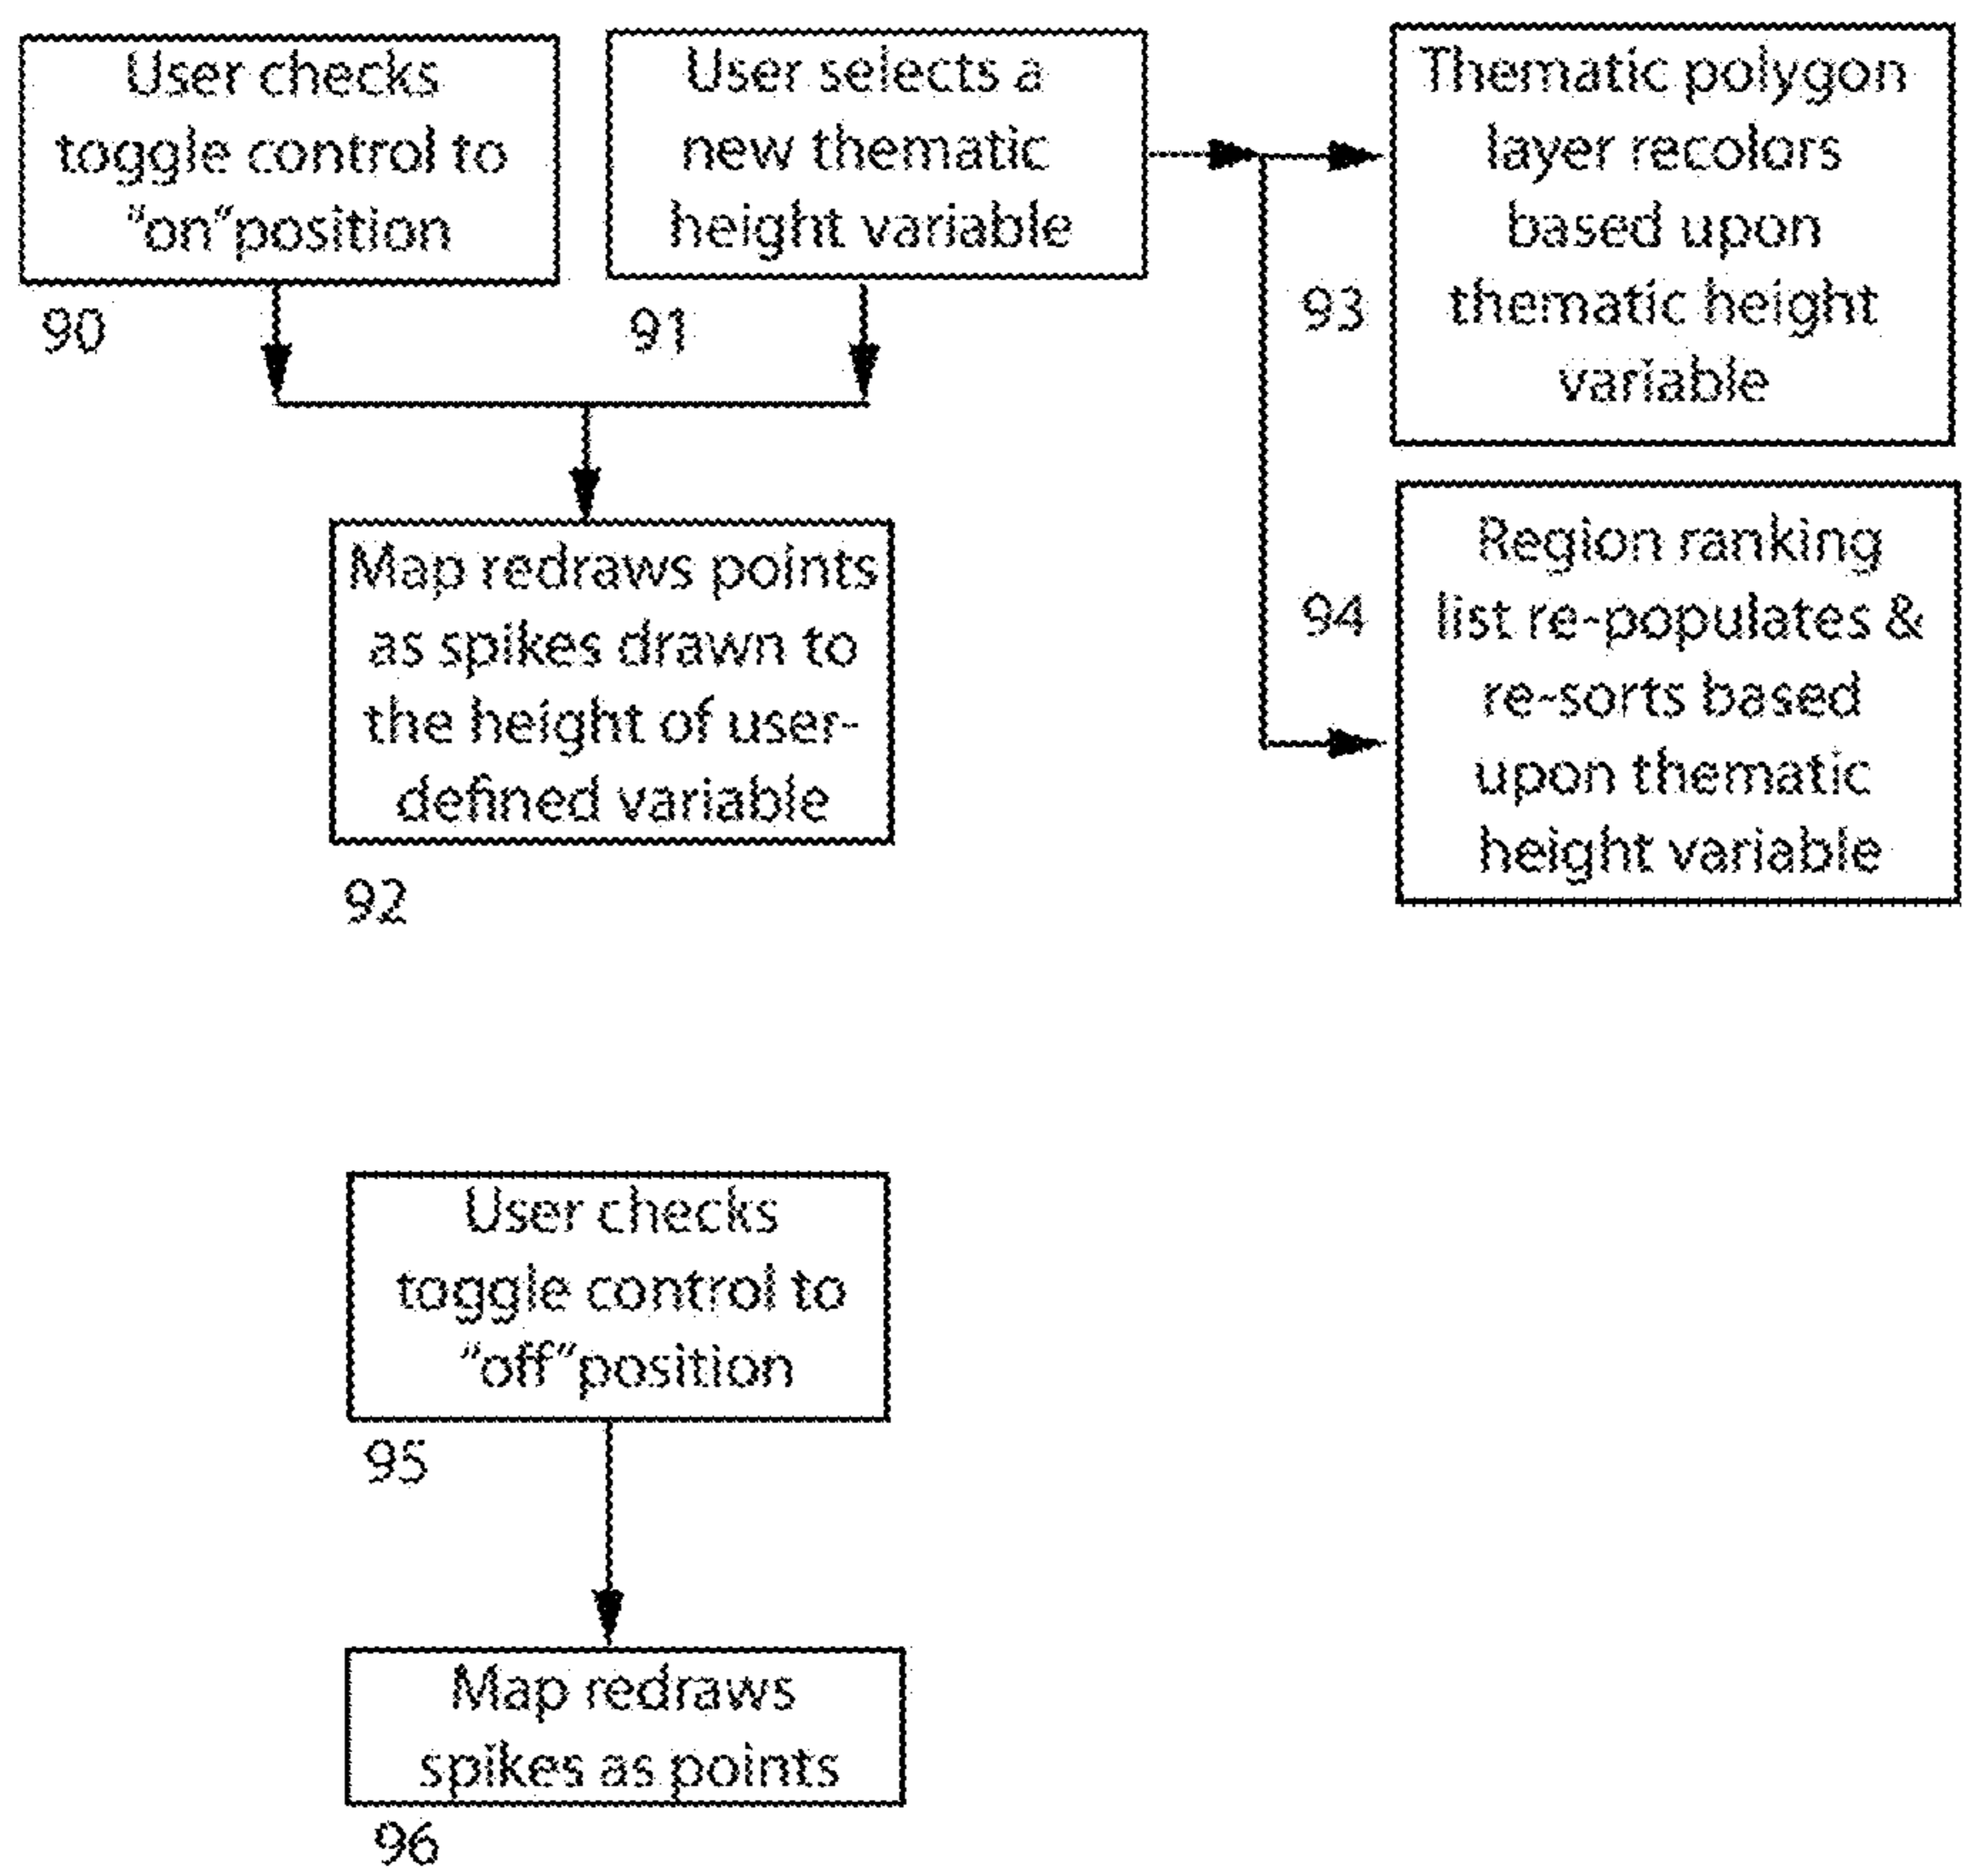 User checks
toggle control to
"on"position
90
User selects a
new thematic
height variable
91
Thematic polygon
layer recolors
based upon
thematic height
variable
93
Map redraws points
as spikes drawn to
the height of user-
defined variable
92
Region ranking
list re-populates &
re-sorts based
upon thematic
height variable
94
User checks
toggle control to
"off"position
95
Map redraws
spikes as points
96